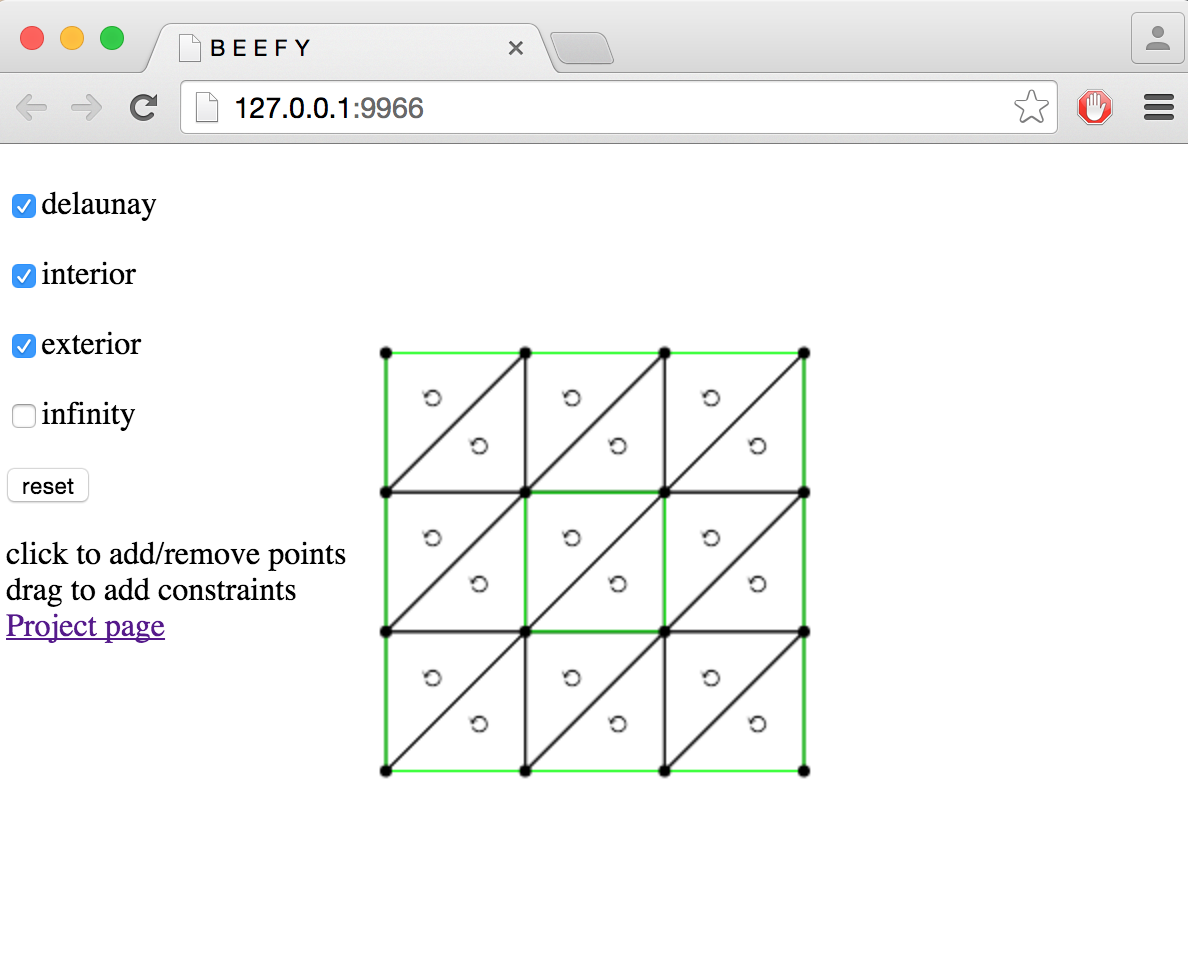 B E E F Y
127.0.0.1:9966
delaunay
interior
exterior
infinity
reset
click to add/remove points
drag to add constraints
Project page